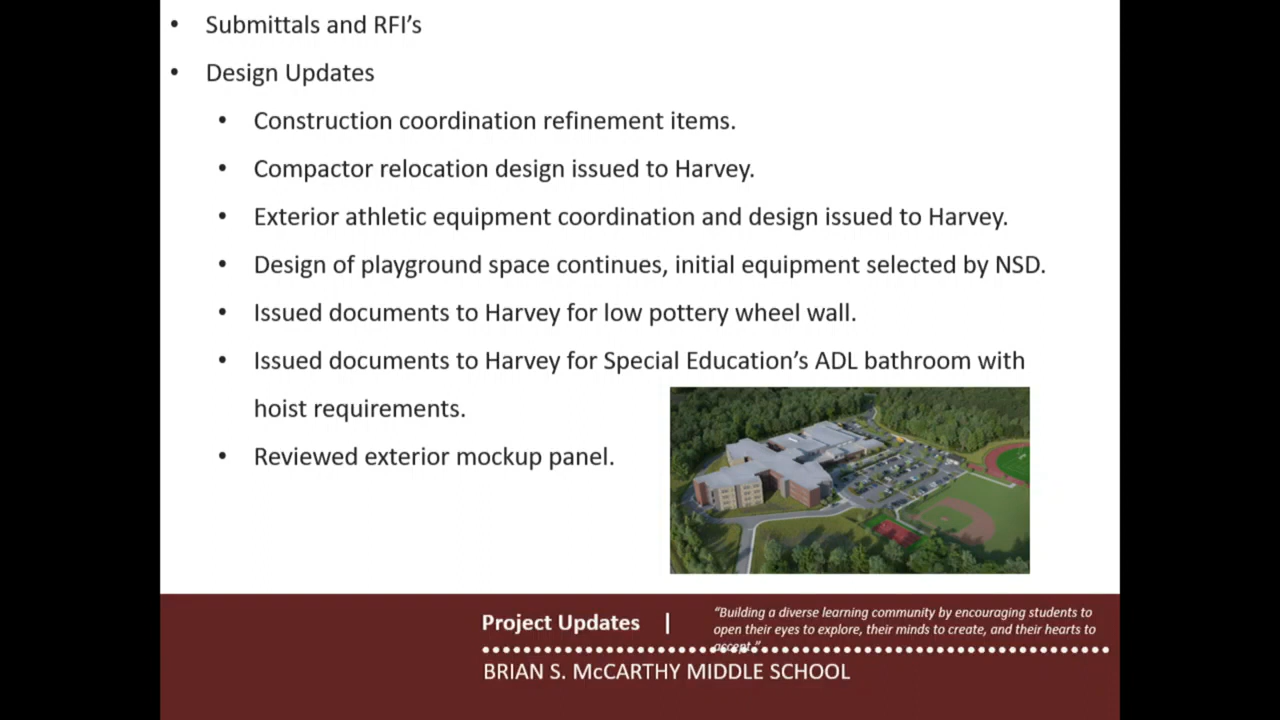 • Submittals and RFI’s
• Design Updates
• Construction coordination refinement items.
• Compactor relocation design issued to Harvey.
• Exterior athletic equipment coordination and design issued to Harvey.
• Design of playground space continues, initial equipment selected by NSD.
• Issued documents to Harvey for low pottery wheel wall.
• Issued documents to Harvey for Special Education’s ADL bathroom with
hoist requirements.
• Reviewed exterior mockup panel.
Project Updates |
“Building a diverse learning community by encouraging students to
open their eyes to explore, their minds to create, and their hearts to
accept.”
BRIAN S. McCARTHY MIDDLE SCHOOL